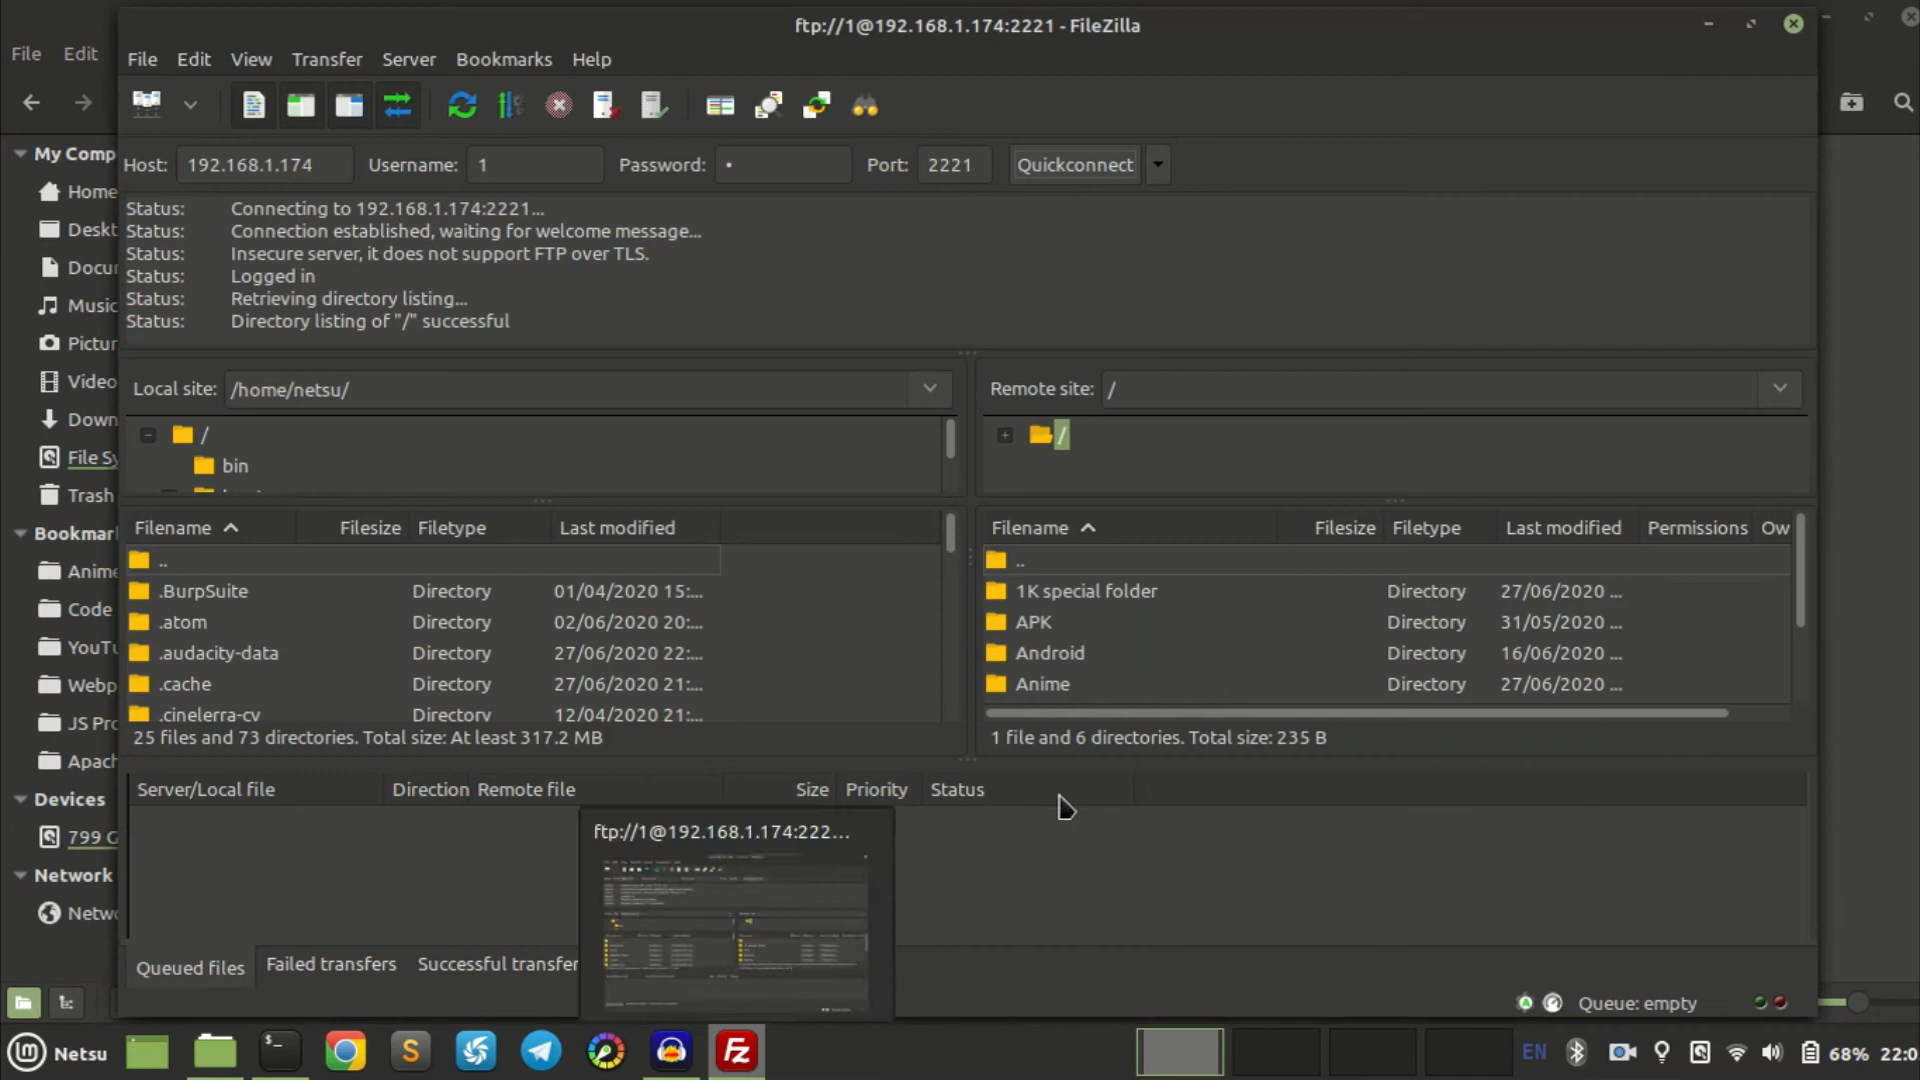 ftp://1@192.168.1.174:2221 - FileZilla
File Edit
File Edit View Transfer Server Bookmarks Help
Host: 192.168.1.174 Username: 1 Password: • Port: 2221 Quickconnect
Status: Connecting to 192.168.1.174:2221...
Status: Connection established, waiting for welcome message...
Status: Insecure server, it does not support FTP over TLS.
Status: Logged in
Status: Retrieving directory listing...
Status: Directory listing of "/" successful
My Comp
Home
Deskt
Docu
Music
Pictur
Video
Down
File Sy
Trash
Bookmar
Anime
Code
YouTu
Webp
JS Pro
Apach
Devices
799 G
Network
Netwo
Local site: /home/netsu/
/
bin
Filename Filesize Filetype Last modified
..
.BurpSuite Directory 01/04/2020 15:...
.atom Directory 02/06/2020 20:...
.audacity-data Directory 27/06/2020 22:...
.cache Directory 27/06/2020 21:...
.cinelerra-cv Directory 12/04/2020 21:...
25 files and 73 directories. Total size: At least 317.2 MB
Remote site: /
/
Filename Filesize Filetype Last modified Permissions Ow
..
1K special folder Directory 27/06/2020 ...
APK Directory 31/05/2020 ...
Android Directory 16/06/2020 ...
Anime Directory 27/06/2020 ...
1 file and 6 directories. Total size: 235 B
Server/Local file Direction Remote file Size Priority Status
ftp://1@192.168.1.174:222...
Queued files Failed transfers Successful transfer
Queue: empty
Netsu EN 68% 22:0